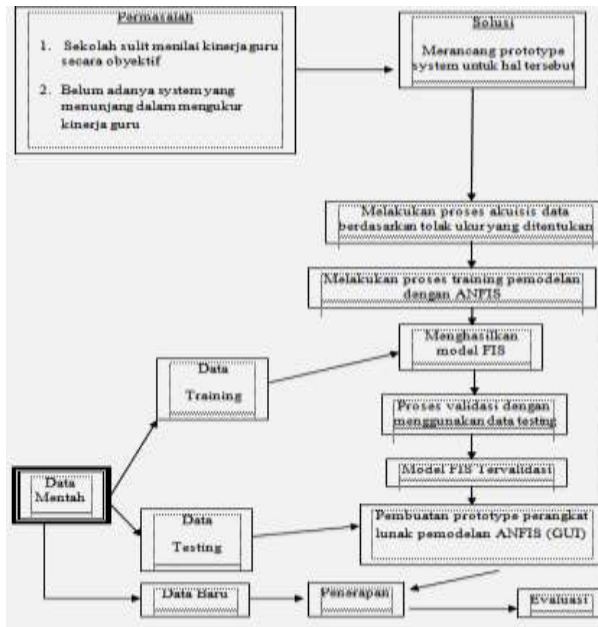 Permasalah
1. Sekolah sulit menilai kinerja guru
secara obyektif
2. Belum adanya system yang
menunjang dalam mengukur
kinerja guru
Solusi
Merancang prototype
system untuk hal tersebut
Melakukan proses akuisis data
berdasarkan tolak ukur yang ditentukan
Melakukan proses training pemodelan
dengan ANFIS
Menghasilkan
model FIS
Data
Training
Proses validasi dengan
menggunakan data testing
Model FIS Tervalidasi
Data
Mentah
Data
Testing
Pembuatan prototype perangkat
lunak pemodelan ANFIS (GUI)
Data Baru
Penerapan
Evaluasi